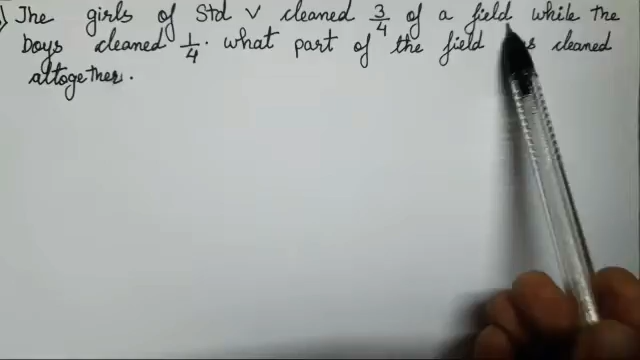 The girls of Std V cleaned 3/4 of a field while the
boys cleaned 1/4. what part of the field cleaned
altogether.